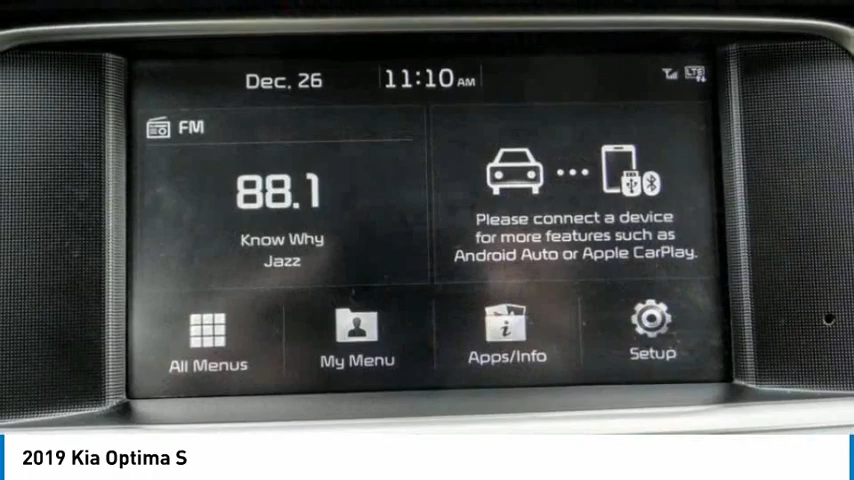 Dec. 26
11:10 AM
LTE
FM
88.1
Know Why
Jazz
Please connect a device
for more features such as
Android Auto or Apple CarPlay.
All Menus
My Menu
Apps/Info
Setup
2019 Kia Optima S